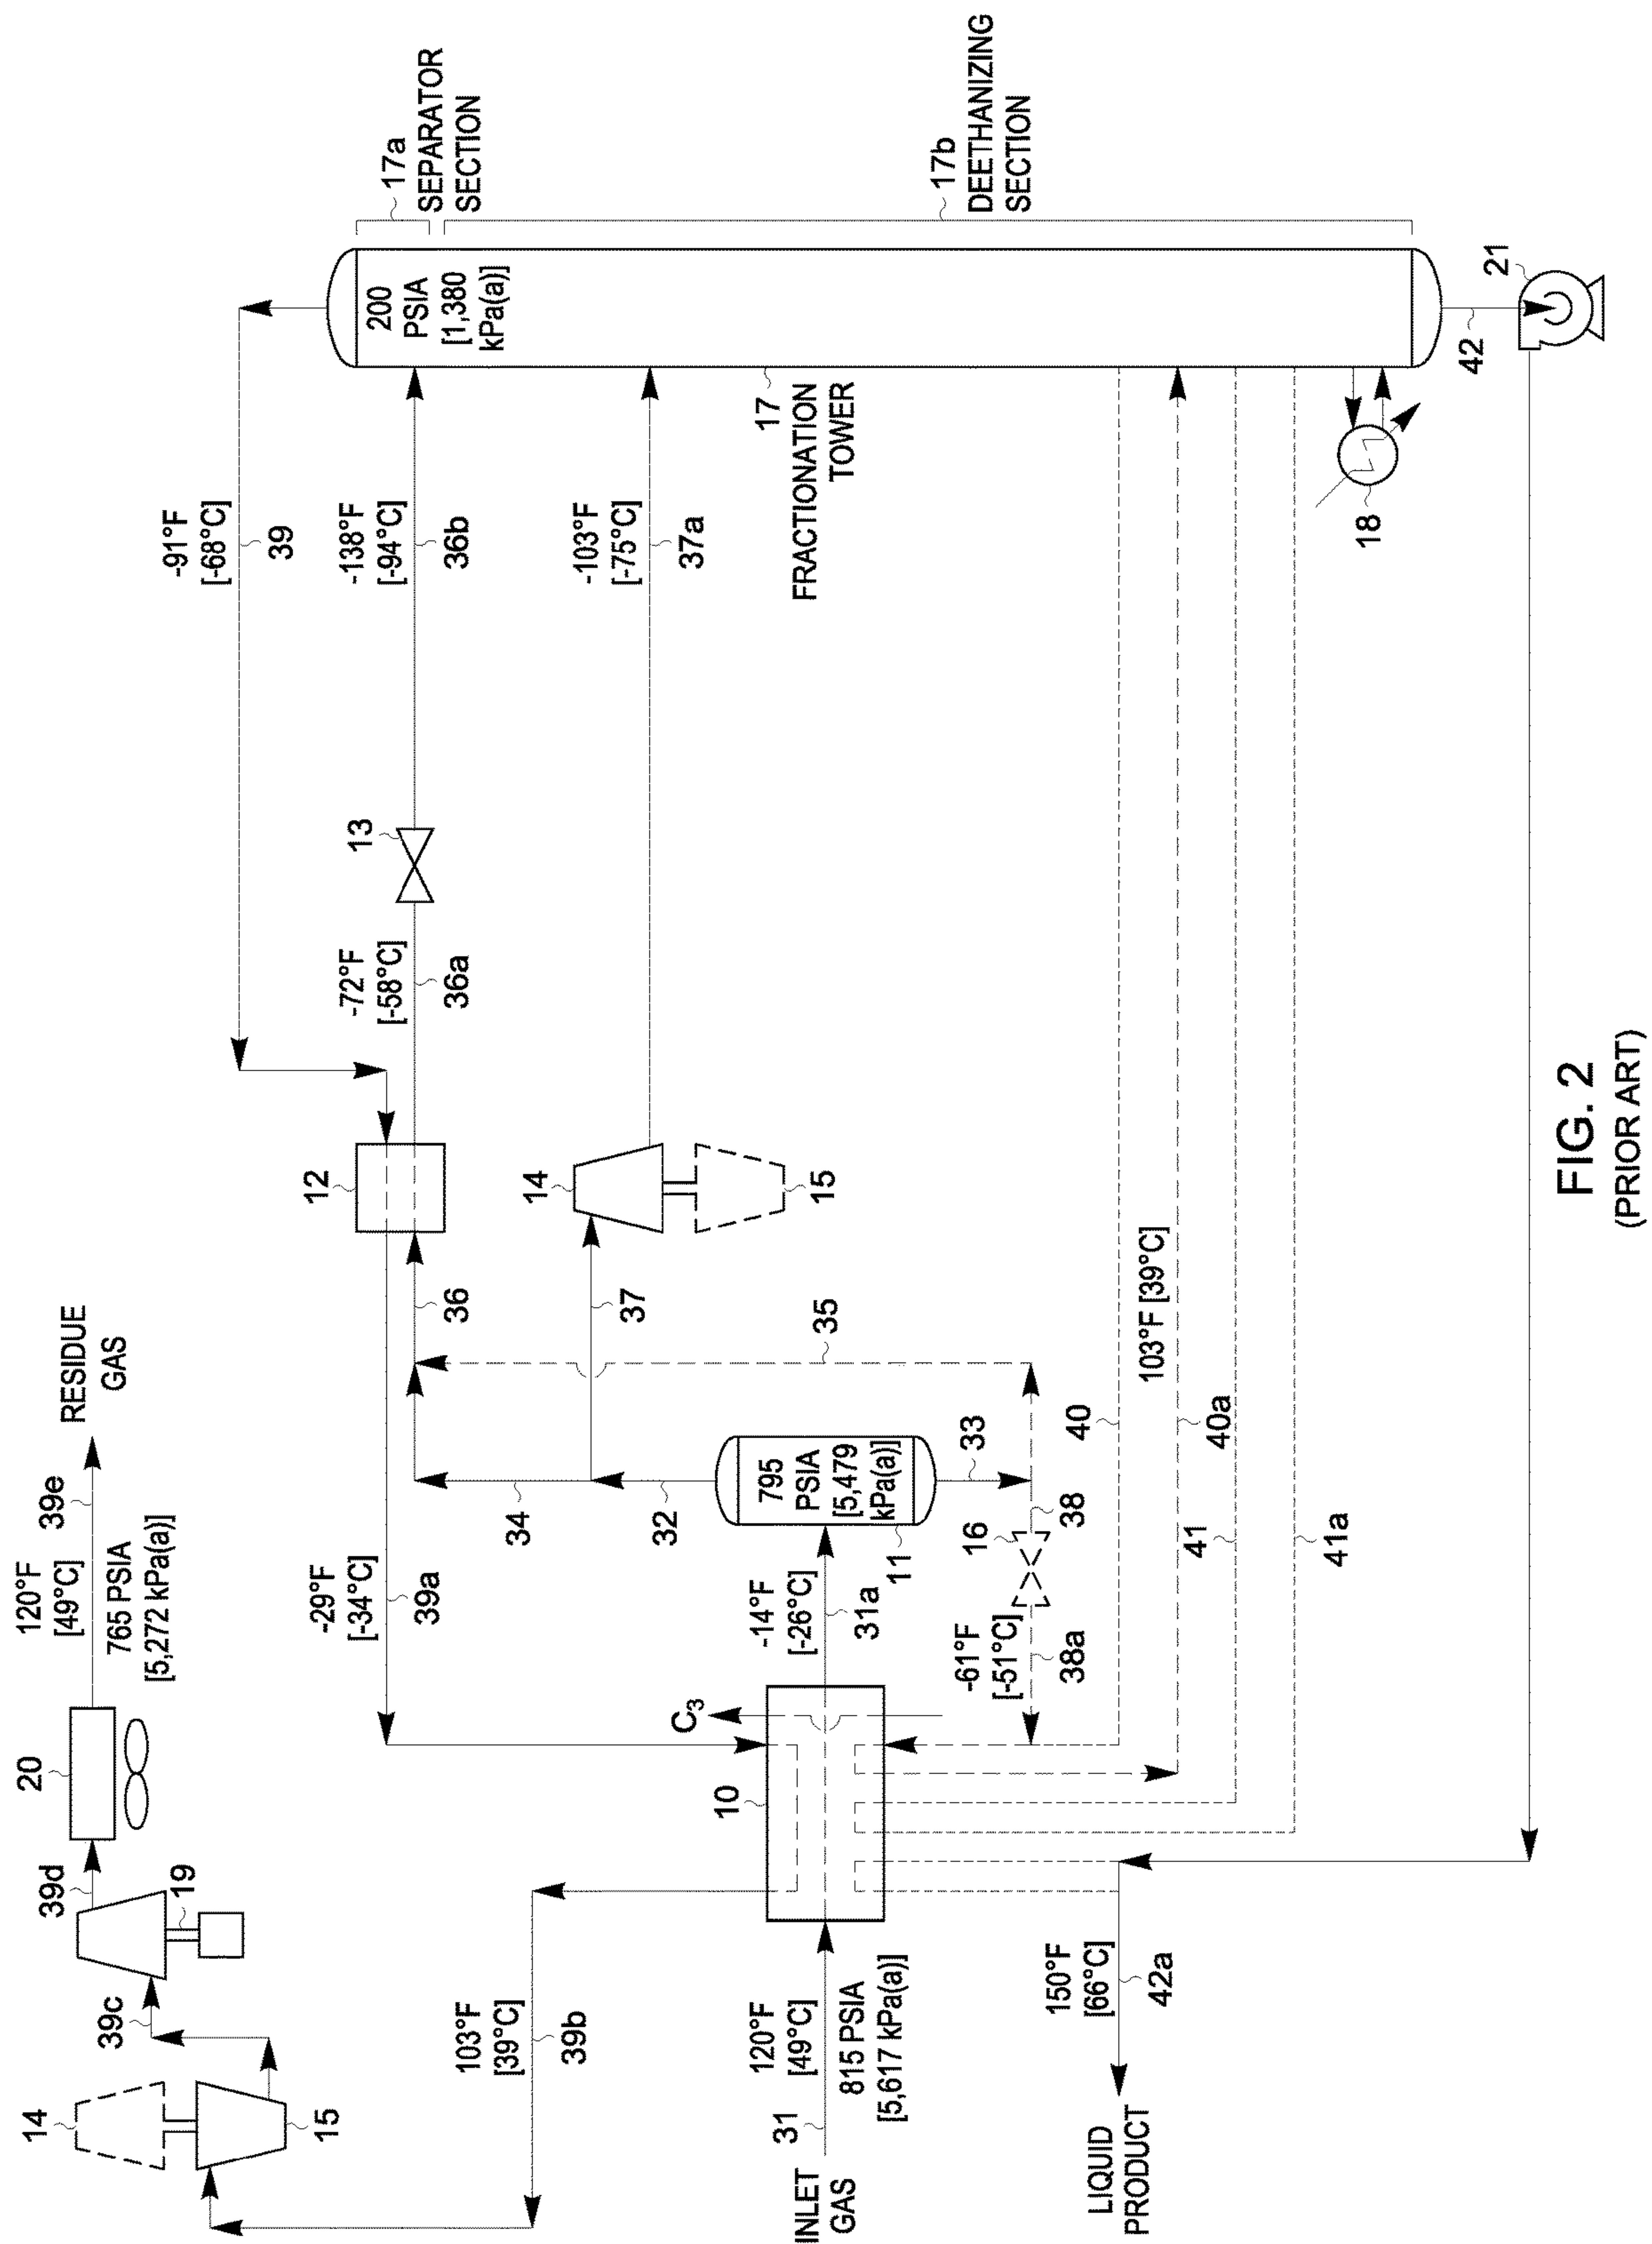 RESIDUE
GAS
120°F
[49°C]
39e
765 PSIA
[5,272 kPa(a)]
20
39d
19
39c
14
15
103°F
[39°C]
39b
-91°F
[-68°C]
39
-138°F
[-94°C]
36b
13
-72°F
[-58°C]
36a
12
36
-29°F
[-34°C]
39a
-103°F
[-75°C]
37a
14
15
37
35
34
32
795
PSIA
[5,479
kPa(a)]
11
33
38
16
-61°F
[-51°C]
38a
-14°F
[-26°C]
31a
C3
10
INLET
GAS
31
120°F
[49°C]
815 PSIA
[5,617 kPa(a)]
17a
SEPARATOR
SECTION
17b
DEETHANIZING
SECTION
200
PSIA
[1,380
kPa(a)]
17
FRACTIONATION
TOWER
18
42
21
40
103°F [39°C]
40a
41
41a
150°F
[66°C]
42a
LIQUID
PRODUCT
FIG. 2
(PRIOR ART)